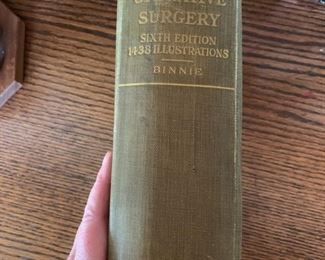 SURGERY
SIXTH EDITION
1438 ILLUSTRATIONS
BINNIE